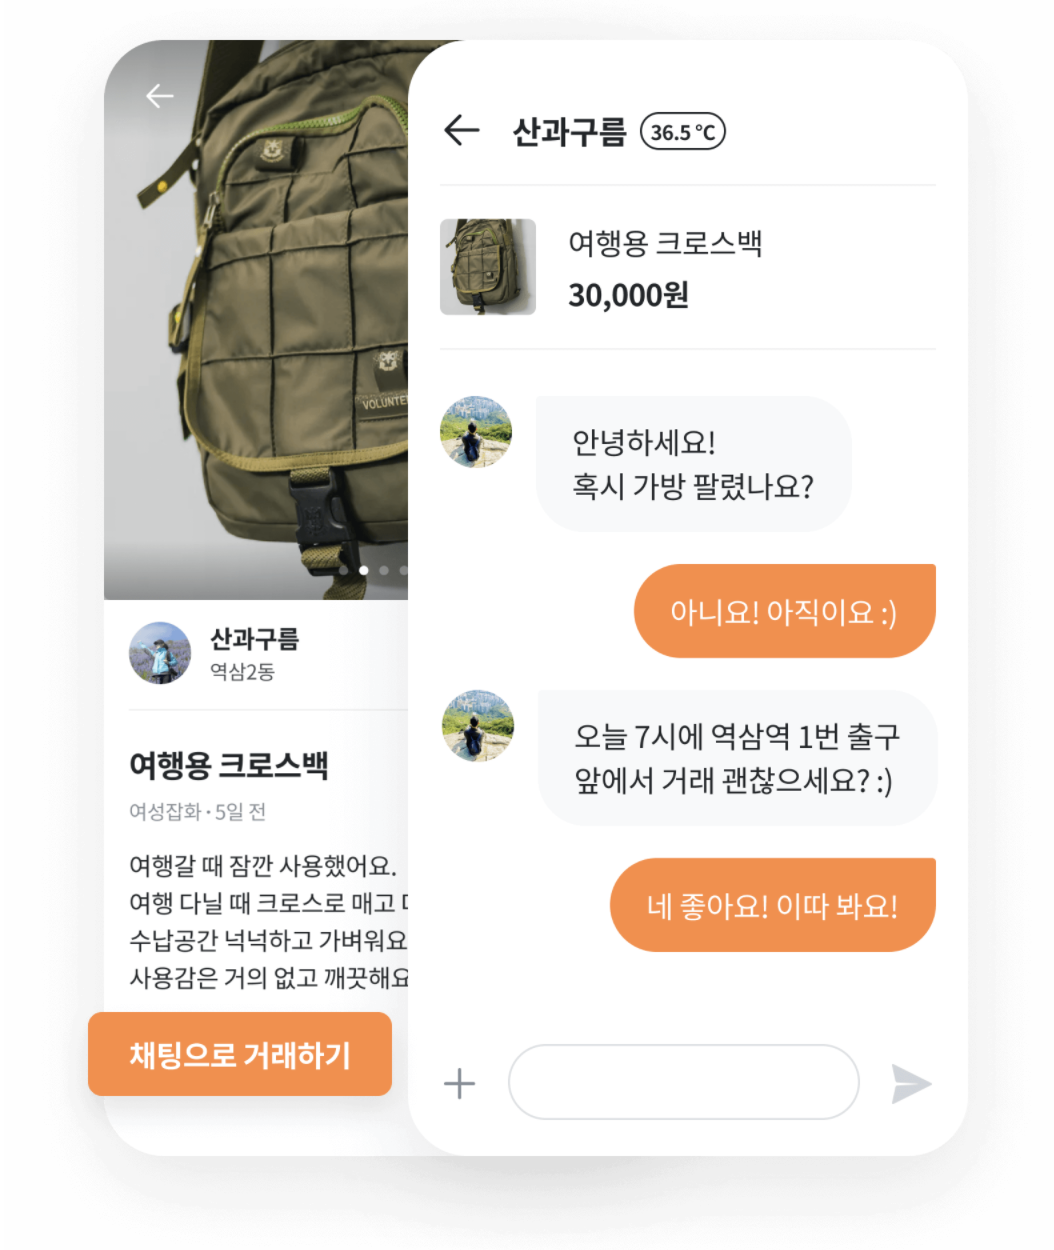 산과구름
역삼2동
여행용 크로스백
여성잡화 · 5일 전
여행갈 때 잠깐 사용했어요.
여행 다닐 때 크로스로 매고
수납공간 넉넉하고 가벼워요
사용감은 거의 없고 깨끗해요
채팅으로 거래하기
산과구름 36.5 °C
여행용 크로스백
30,000원
안녕하세요!
혹시 가방 팔렸나요?
아니요! 아직이요 :)
오늘 7시에 역삼역 1번 출구
앞에서 거래 괜찮으세요? :)
네 좋아요! 이따 봐요!